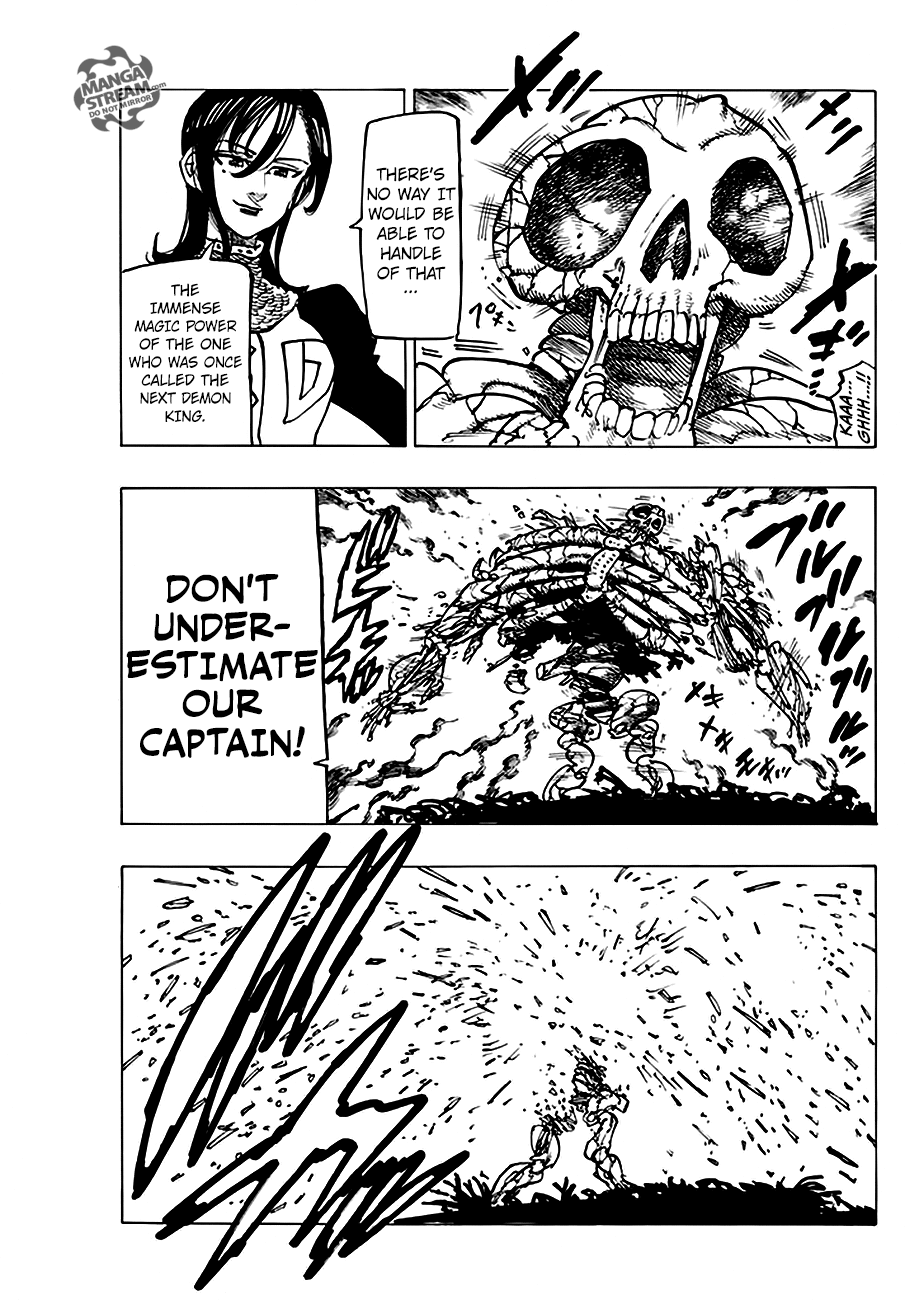 MANGA
STREAM.com
DO NOT MIRROR
KAAA....
GHHH.....!!
THERE'S
NO WAY IT
WOULD BE
ABLE TO
HANDLE
OF THAT
...
THE
IMMENSE
MAGIC POWER
OF THE ONE
WHO WAS ONCE
CALLED THE
NEXT DEMON
KING.
DON'T
UNDER-
ESTIMATE
OUR
CAPTAIN!